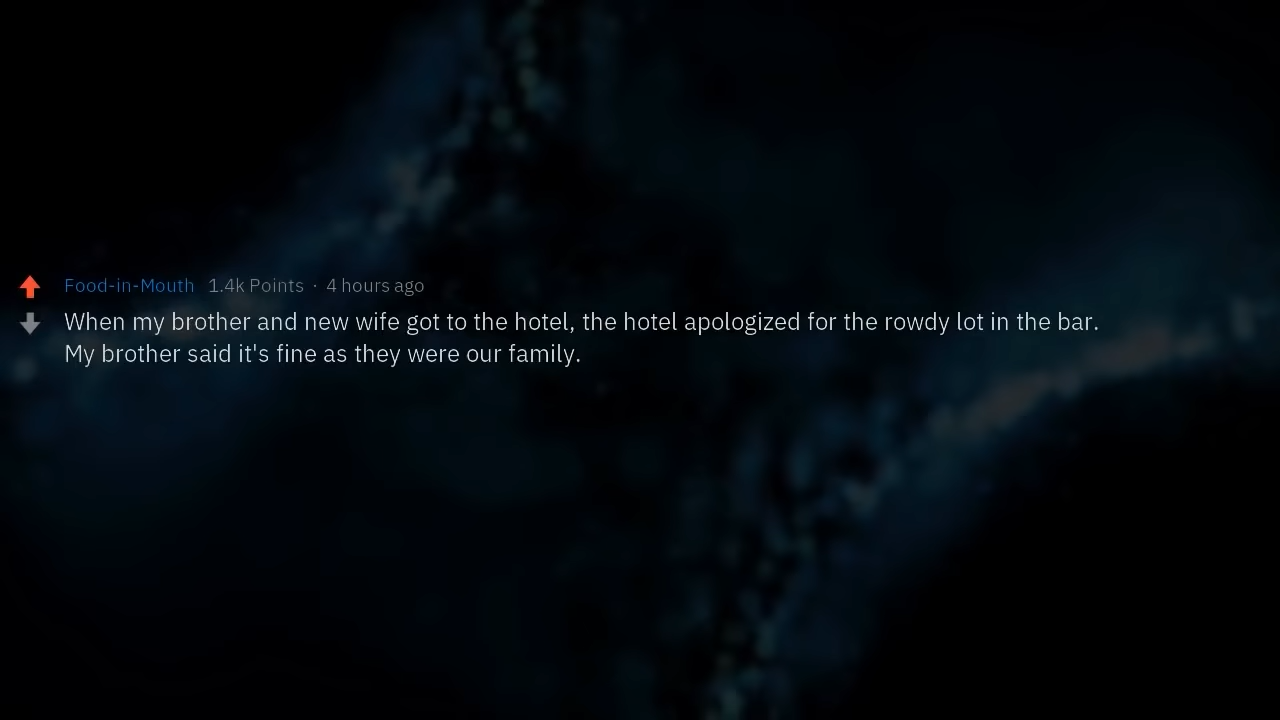 Food-in-Mouth 1.4k Points · 4 hours ago
When my brother and new wife got to the hotel, the hotel apologized for the rowdy lot in the bar.
My brother said it's fine as they were our family.